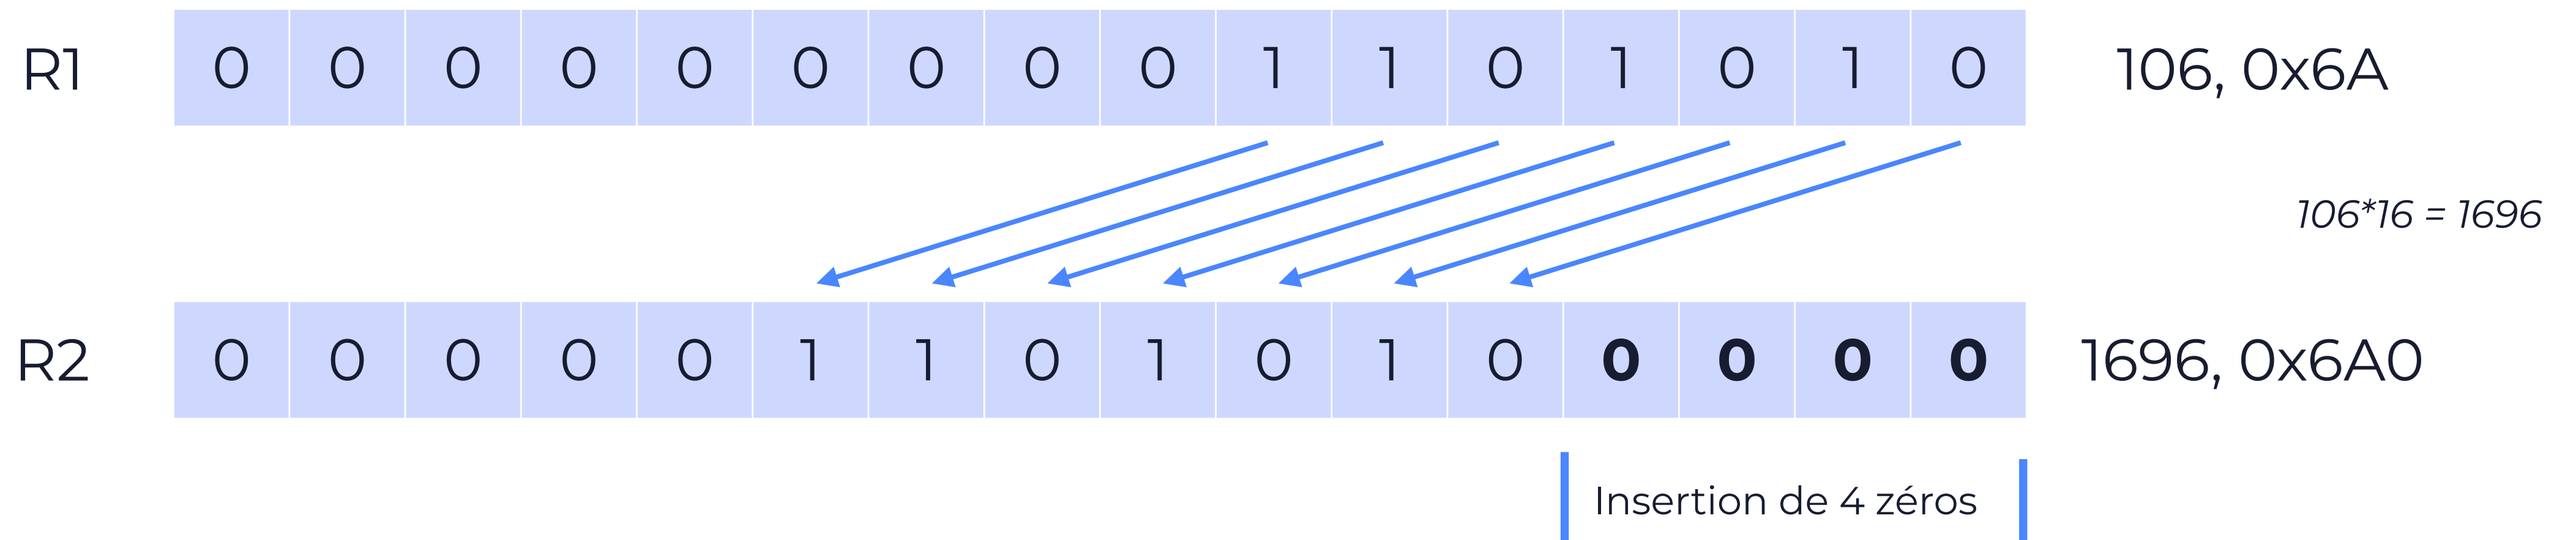 R1 0 0 0 0 0 0 0 0 0 1 1 0 1 0 1 0 106, 0x6A
106*16 = 1696
R2 0 0 0 0 0 1 1 0 1 0 1 0 0 0 0 0 1696, 0x6A0
Insertion de 4 zéros